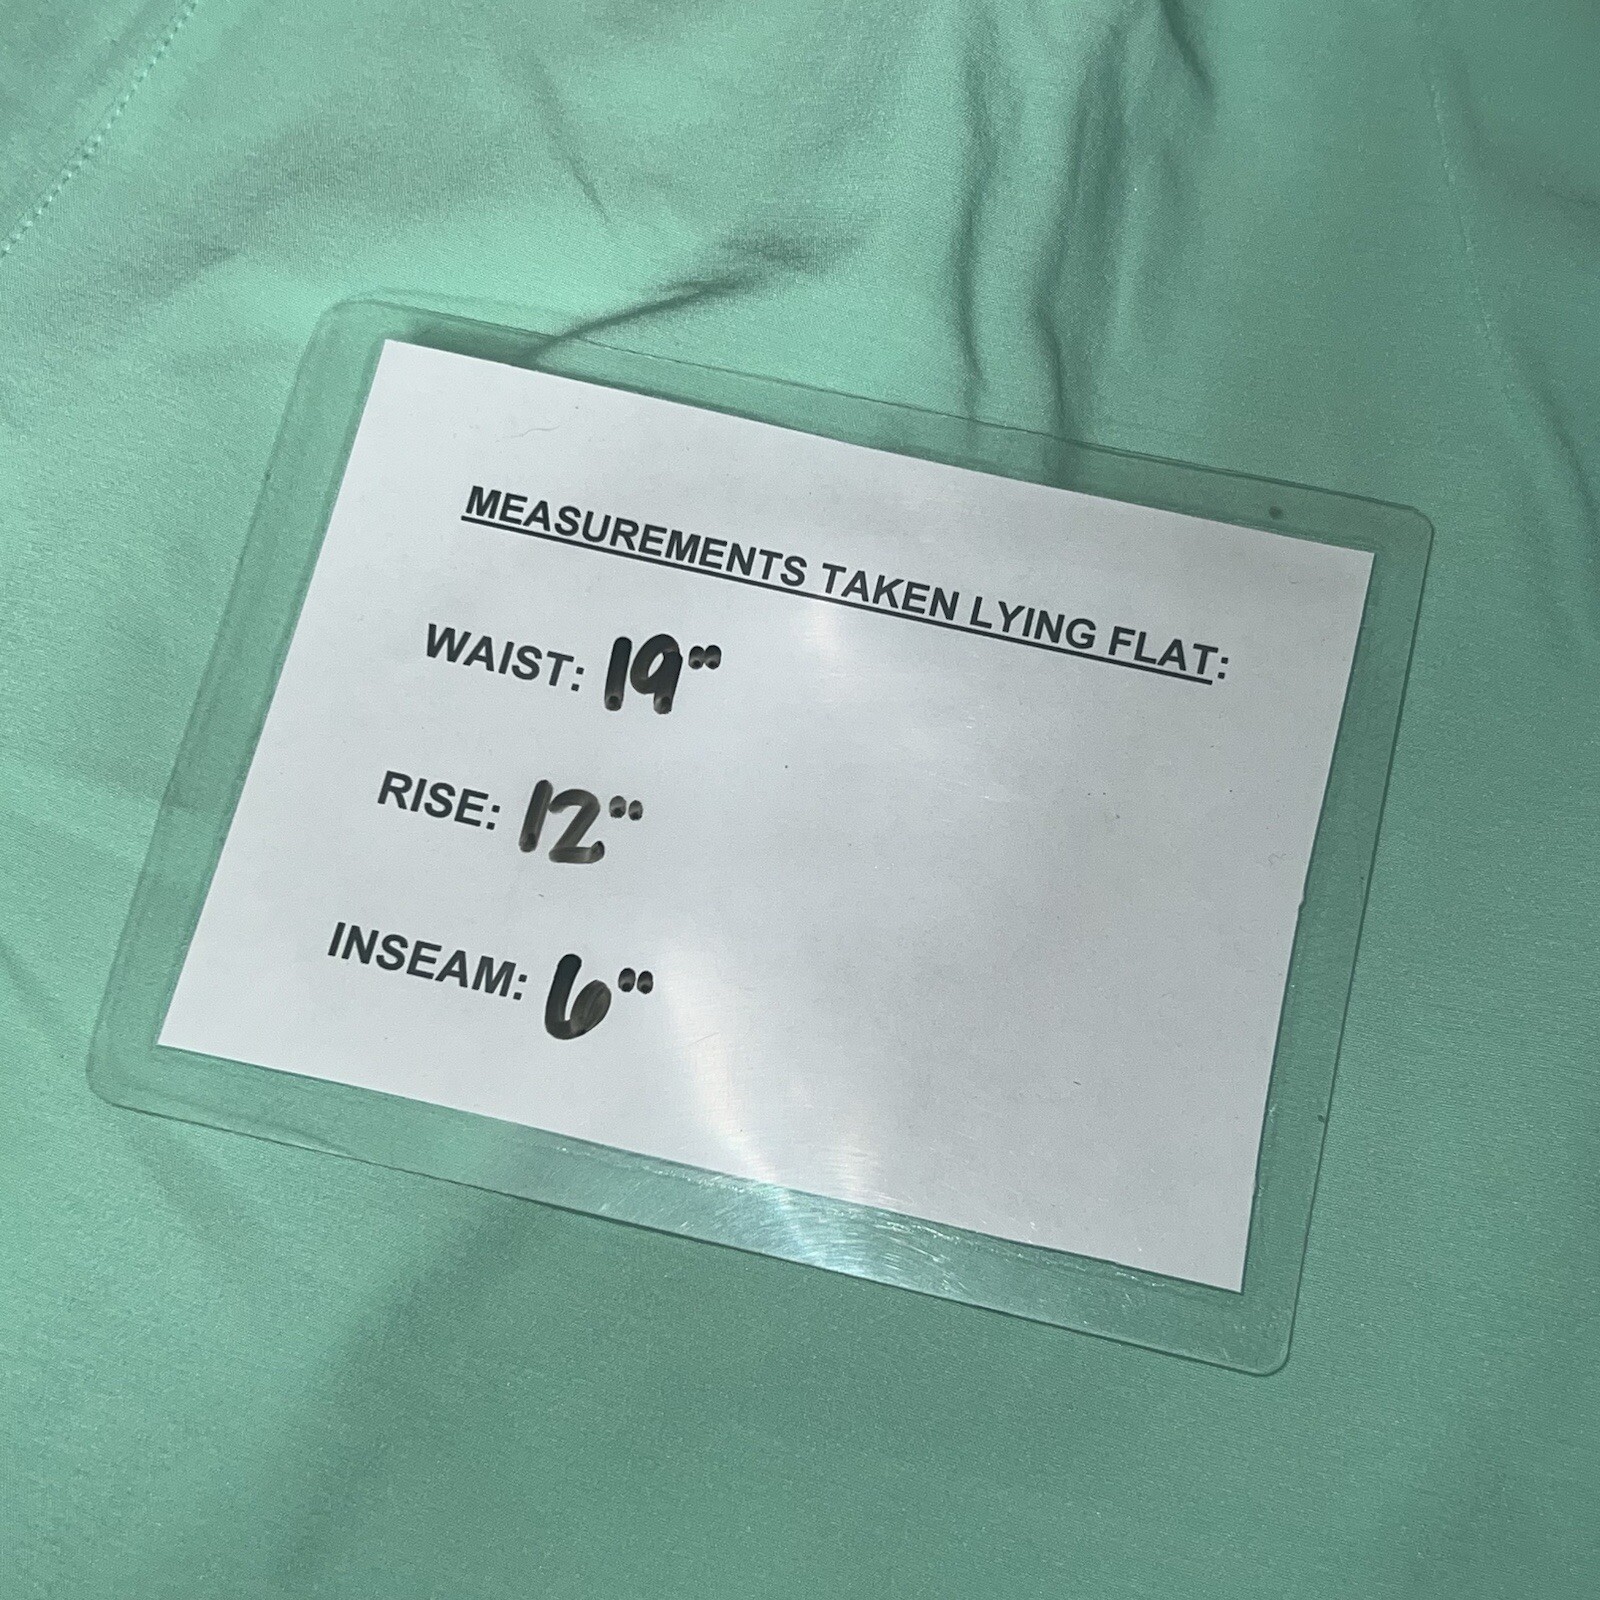 MEASUREMENTS TAKEN LYING FLAT:
WAIST: 19"
RISE: 12"
INSEAM: 6"